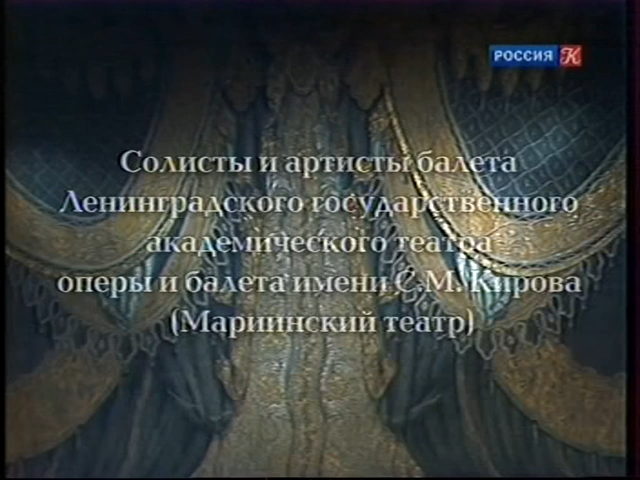 РОССИЯ К
Солисты и артисты балета
Ленинградского государственного
академического театра
оперы и балета имени С.М. Кирова
(Мариинский театр)